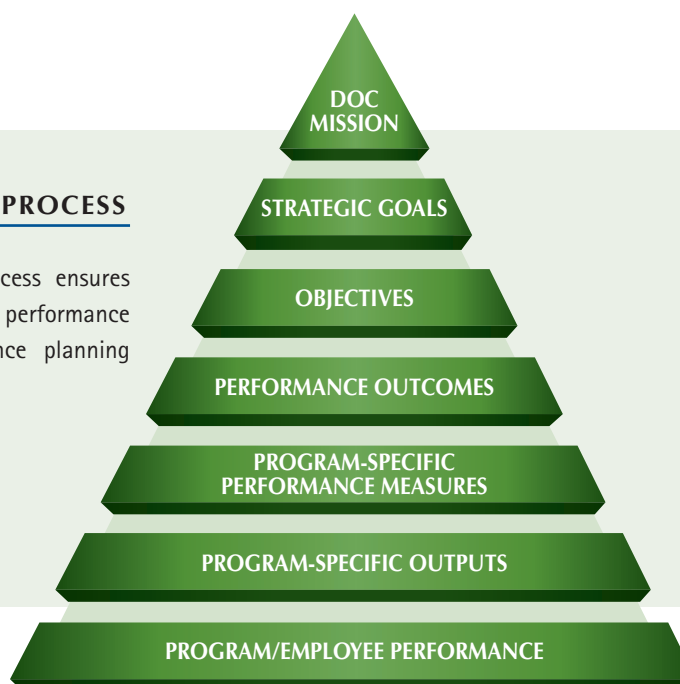 PROCESS
cess ensures
performance
nce planning
DOC
MISSION
STRATEGIC GOALS
OBJECTIVES
PERFORMANCE OUTCOMES
PROGRAM-SPECIFIC
PERFORMANCE MEASURES
PROGRAM-SPECIFIC OUTPUTS
PROGRAM/EMPLOYEE PERFORMANCE